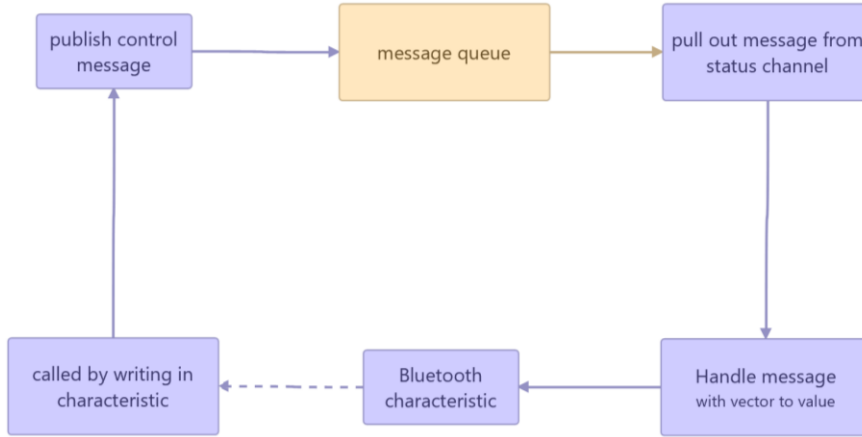 publish control
message
message queue
pull out message from
status channel
called by writing in
characteristic
Bluetooth
characteristic
Handle message
with vector to value